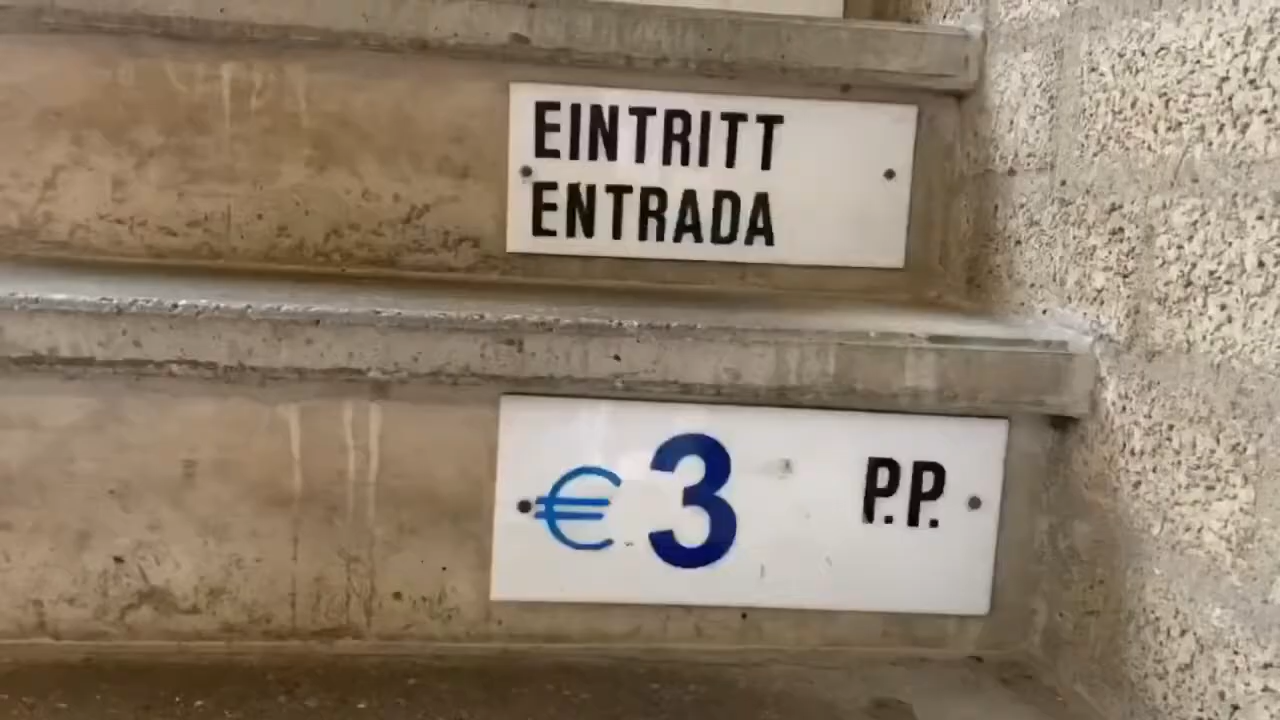 EINTRITT
ENTRADA
€ 3 P.P.